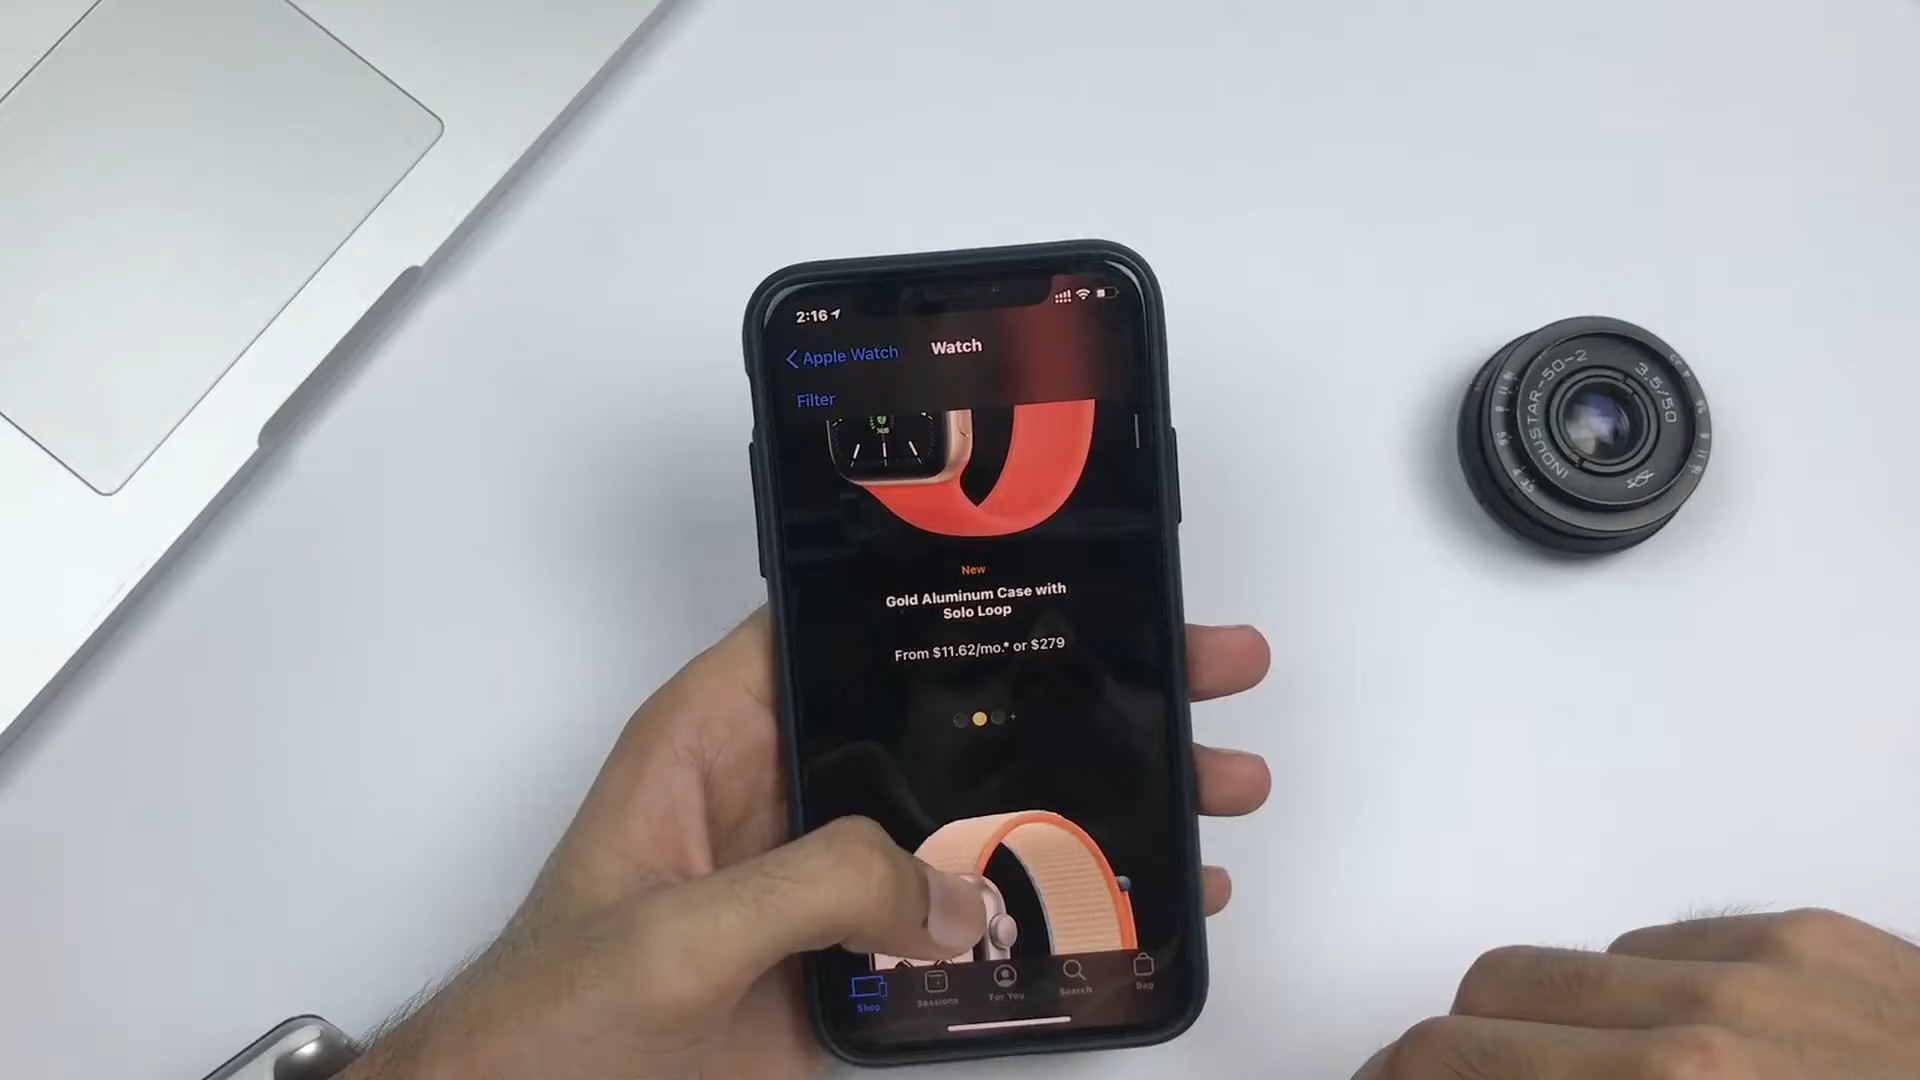 2:16
Apple Watch
Watch
Filter
New
Gold Aluminum Case with
Solo Loop
From $11.62/mo.* or $279
+
Shop
Sessions
For You
Search
Bag
INDUSTAR-50-2
3,5/50